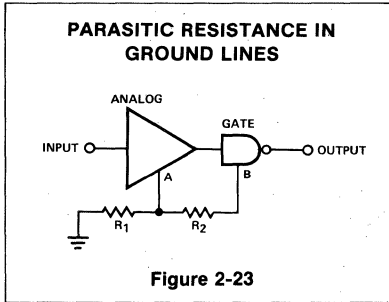 PARASITIC RESISTANCE IN
GROUND LINES
ANALOG
GATE
INPUT
OUTPUT
A
B
R1
R2
Figure 2-23